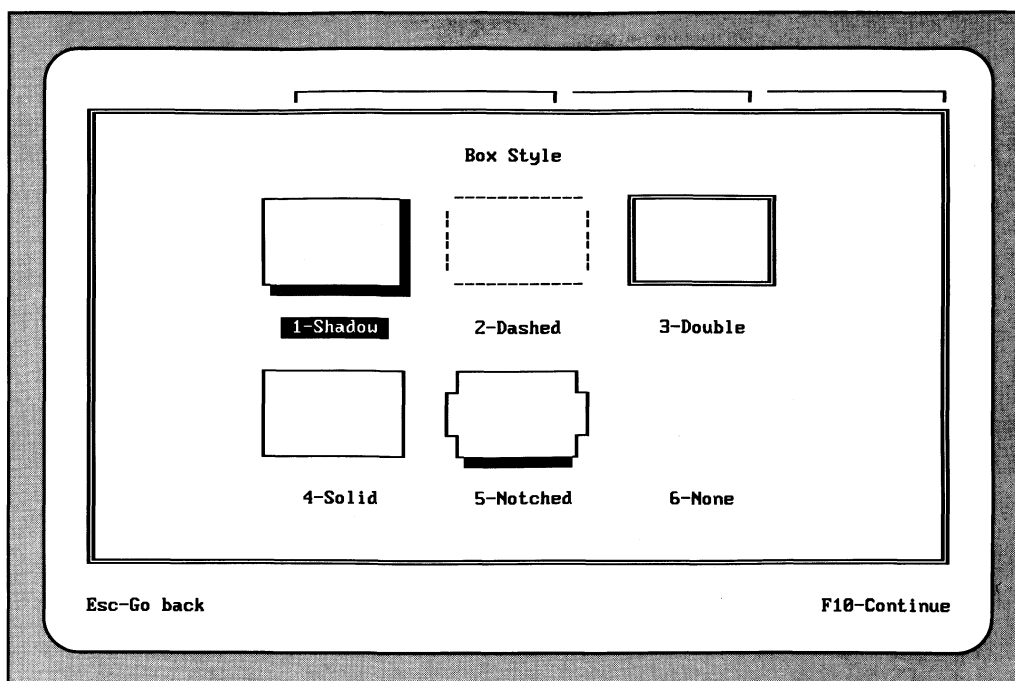 Box Style
1-Shadow 2-Dashed 3-Double
4-Solid 5-Notched 6-None
Esc-Go back F10-Continue